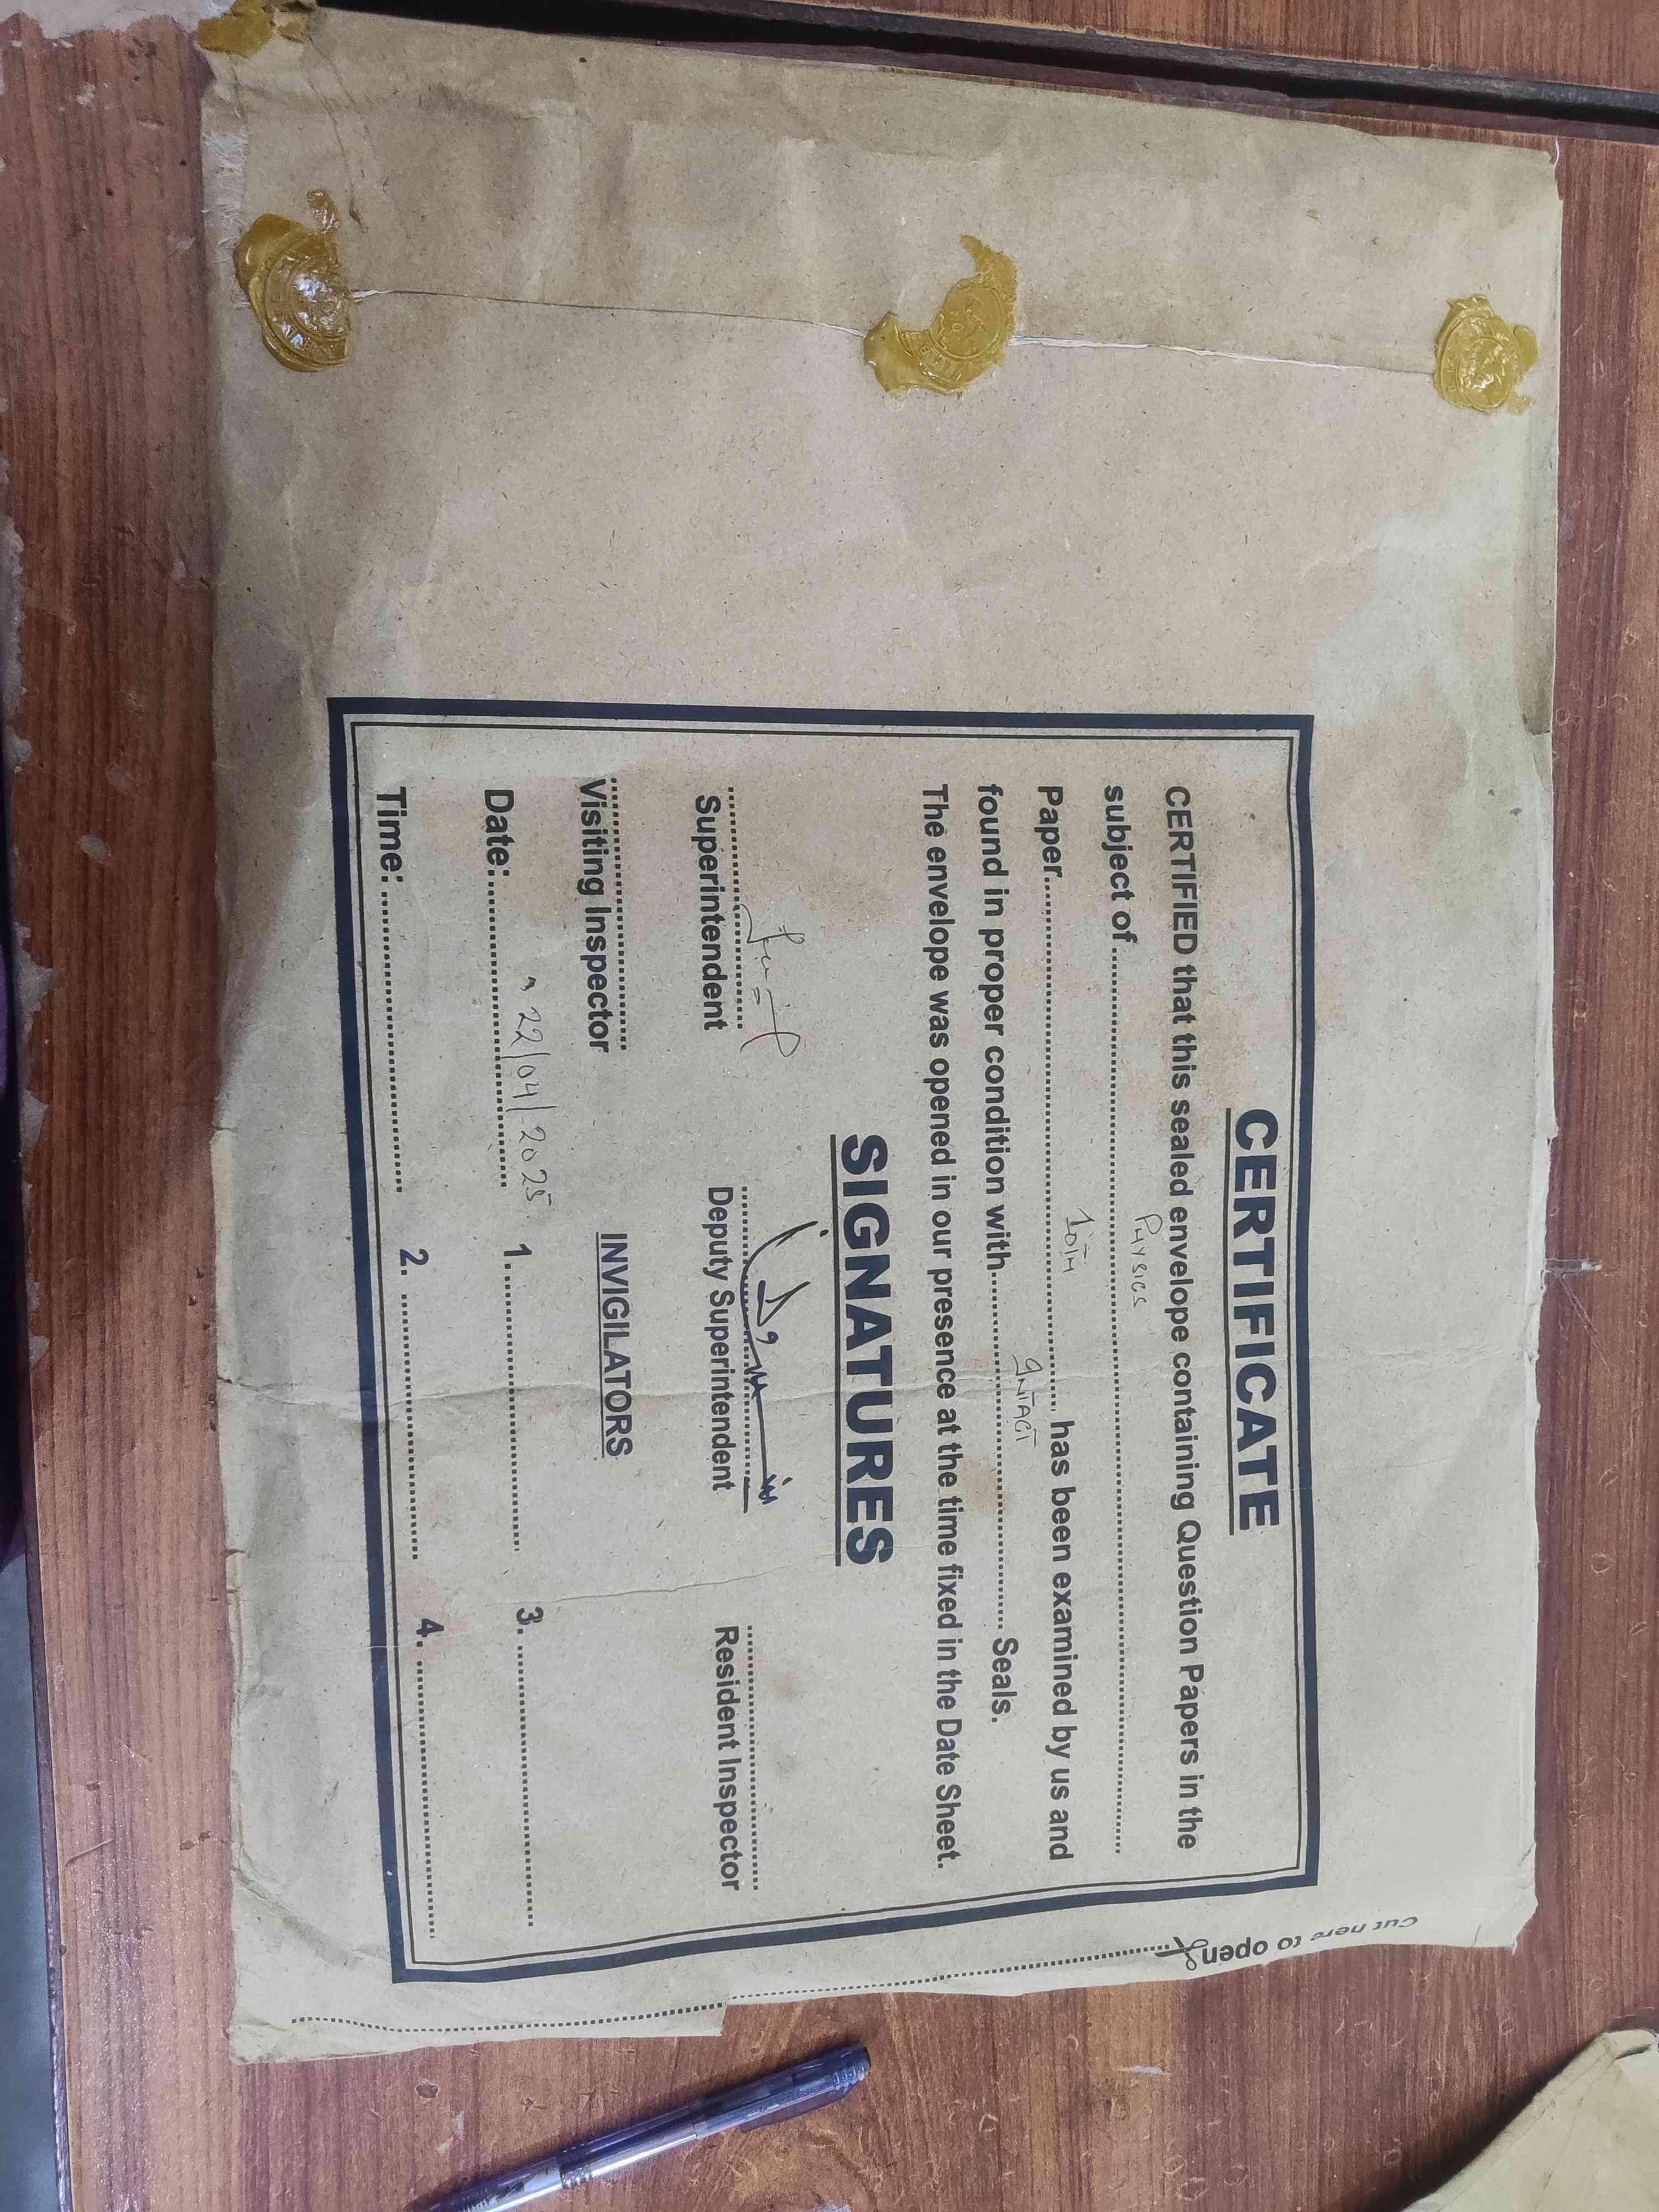 CERTIFICATE
CERTIFIED that this sealed envelope containing Question Papers in the
subject of ........ PHYSICS ........
Paper ........ 10TH ........ has been examined by us and
found in proper condition with ........ INTACT ........ Seals.
The envelope was opened in our presence at the time fixed in the Date Sheet.
SIGNATURES
Superintendent Deputy Superintendent Resident Inspector
Visiting Inspector INVIGILATORS
Date: ........ 22/04/2025 1. ........ 3. ........
Time: ........ 2. ........ 4. ........
Cut here to open